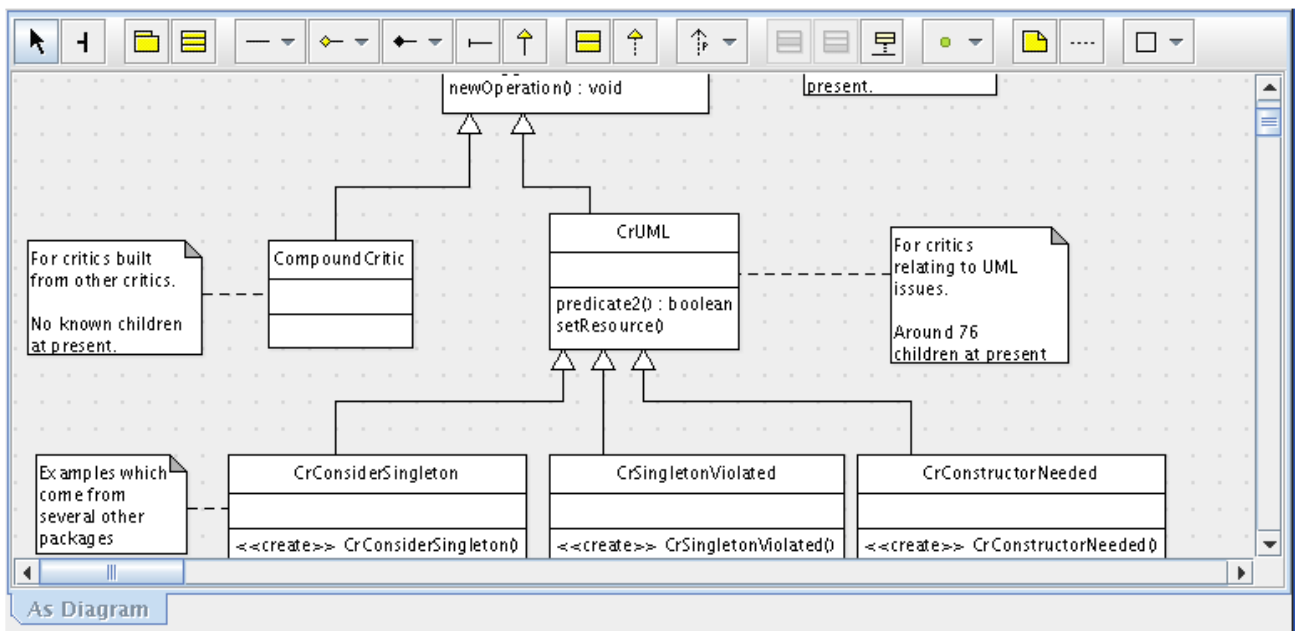 newOperation() : void
present.
CrUML
predicate2() : boolean
setResource()
CompoundCritic
For critics built
from other critics.
No known children
at present.
For critics
relating to UML
issues.
Around 76
children at present
Examples which
come from
several other
packages
CrConsiderSingleton
<<create>> CrConsiderSingleton()
CrSingletonViolated
<<create>> CrSingletonViolated()
CrConstructorNeeded
<<create>> CrConstructorNeeded()
As Diagram